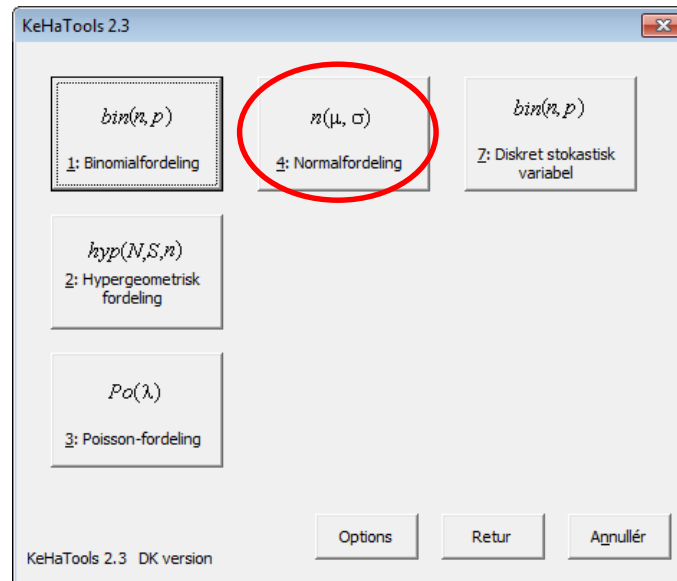 KeHaTools 2.3
bin(n,p)
1: Binomialfordeling
n(μ, σ)
4: Normalfordeling
bin(n,p)
7: Diskret stokastisk
variabel
hyp(N,S,n)
2: Hypergeometrisk
fordeling
Po(λ)
3: Poisson-fordeling
Options
Retur
Annullér
KeHaTools 2.3 DK version